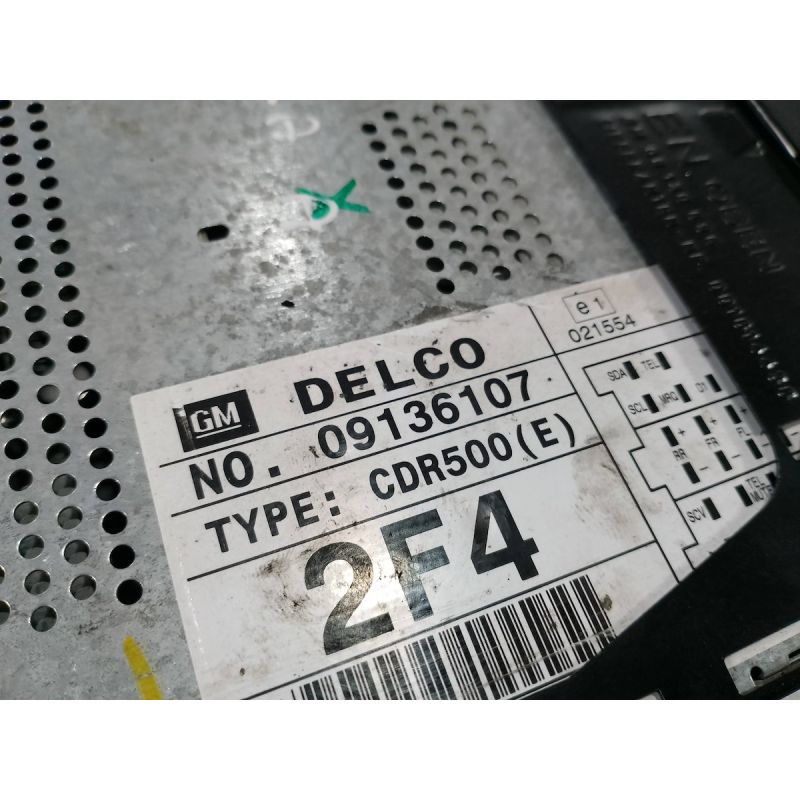 GM DELCO
NO. 09136107
TYPE: CDR500(E)
2F4
e1
021554
SDA TEL
SCL MRQ D1
+ + +
RR FR FL
- - -
SCV TEL
MUTE